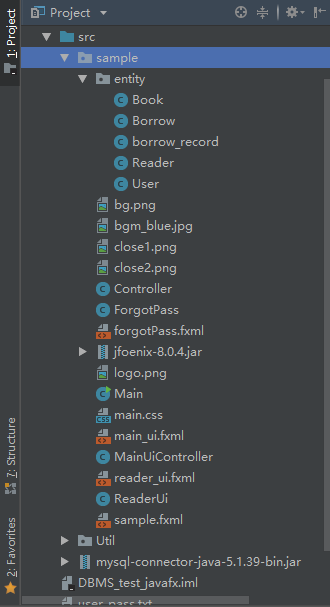 Project
1: Project
src
sample
entity
Book
Borrow
borrow_record
Reader
User
bg.png
bgm_blue.jpg
close1.png
close2.png
Controller
ForgotPass
forgotPass.fxml
jfoenix-8.0.4.jar
logo.png
Main
main.css
main_ui.fxml
MainUiController
reader_ui.fxml
ReaderUi
sample.fxml
Util
mysql-connector-java-5.1.39-bin.jar
DBMS_test_javafx.iml
user_pass.txt
7: Structure
2: Favorites